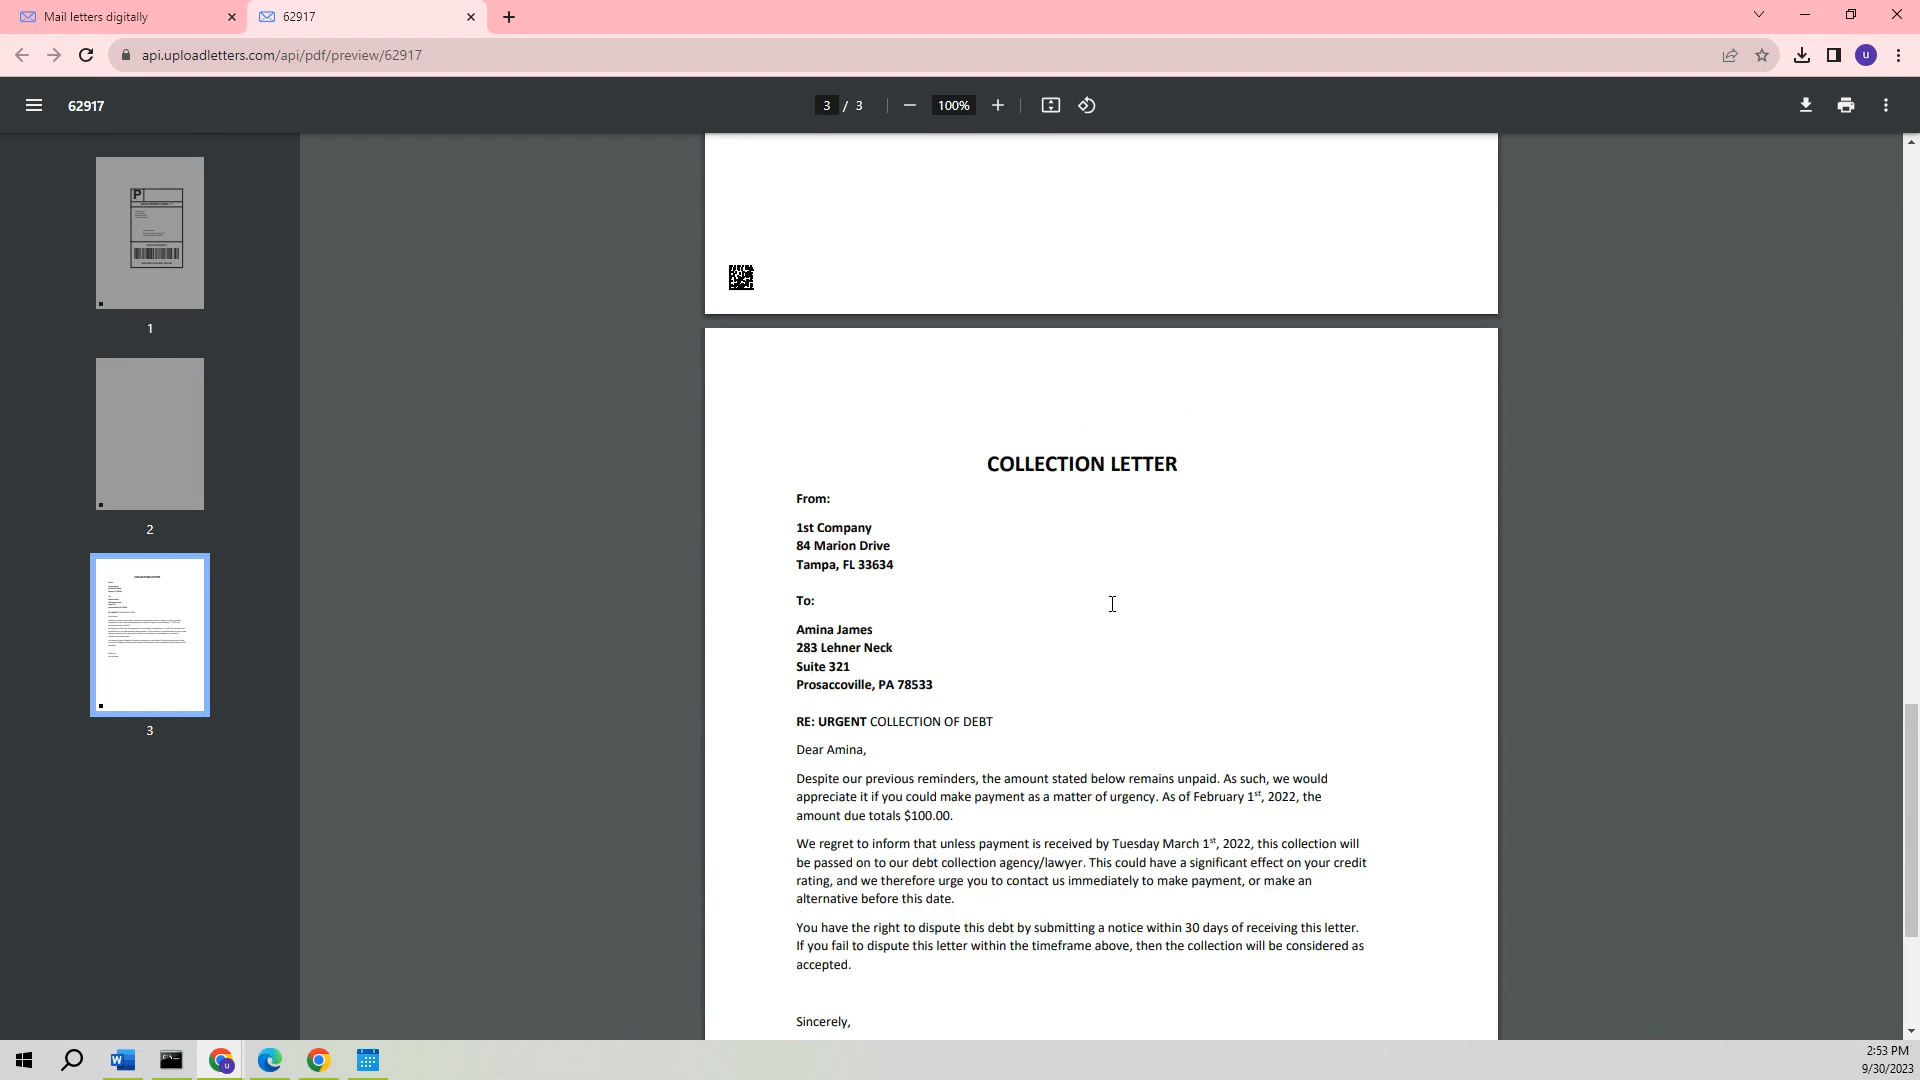 Mail letters digitally
62917
api.uploadletters.com/api/pdf/preview/62917
u
62917
3 / 3
100%
1
2
3
P
COLLECTION LETTER
From:
1st Company
84 Marion Drive
Tampa, FL 33634
To:
Amina James
283 Lehner Neck
Suite 321
Prosaccoville, PA 78533
RE: URGENT COLLECTION OF DEBT
Dear Amina,
Despite our previous reminders, the amount stated below remains unpaid. As such, we would
appreciate it if you could make payment as a matter of urgency. As of February 1st, 2022, the
amount due totals $100.00.
We regret to inform that unless payment is received by Tuesday March 1st, 2022, this collection will
be passed on to our debt collection agency/lawyer. This could have a significant effect on your credit
rating, and we therefore urge you to contact us immediately to make payment, or make an
alternative before this date.
You have the right to dispute this debt by submitting a notice within 30 days of receiving this letter.
If you fail to dispute this letter within the timeframe above, then the collection will be considered as
accepted.
Sincerely,
2:53 PM
9/30/2023